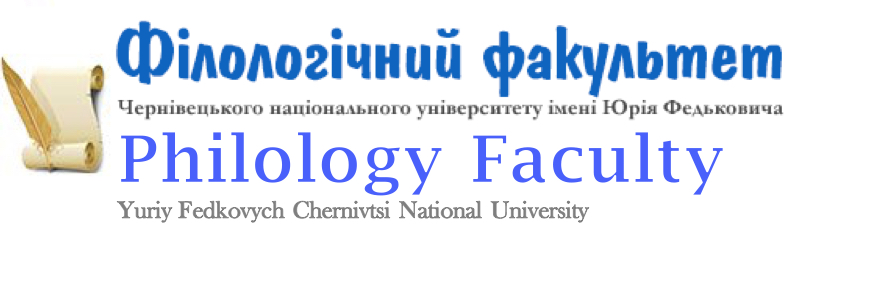 Філологічний факультет
Чернівецького національного університету імені Юрія Федьковича
Philology Faculty
Yuriy Fedkovych Chernivtsi National University